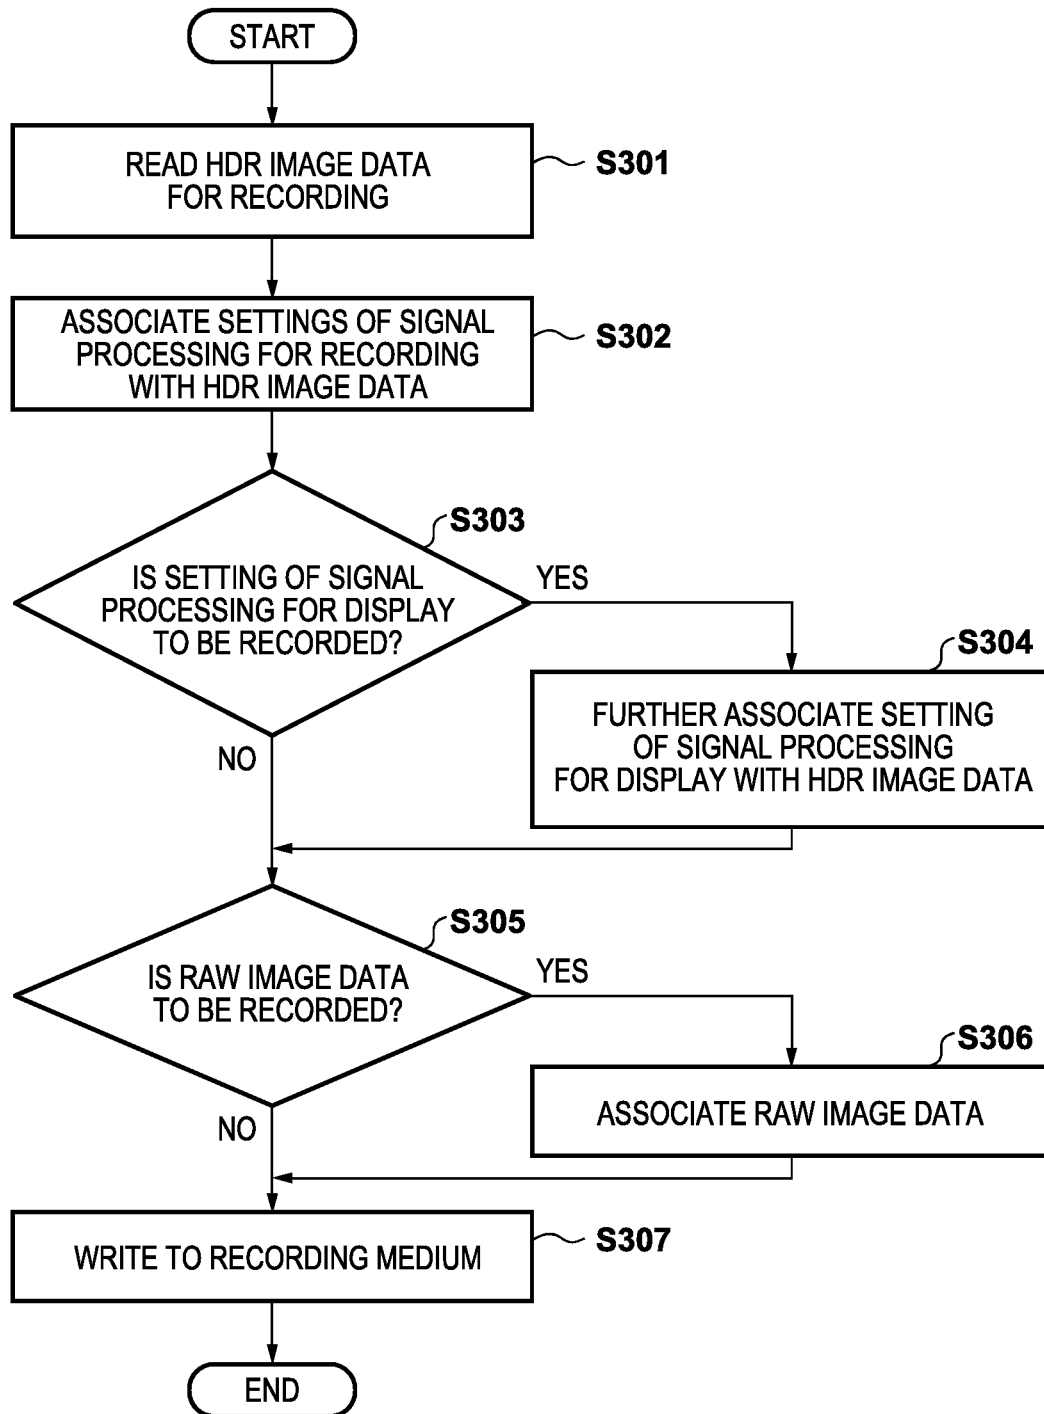 START
READ HDR IMAGE DATA
FOR RECORDING
S301
ASSOCIATE SETTINGS OF SIGNAL
PROCESSING FOR RECORDING
WITH HDR IMAGE DATA
S302
S303
IS SETTING OF SIGNAL
PROCESSING FOR DISPLAY
TO BE RECORDED?
YES
NO
S304
FURTHER ASSOCIATE SETTING
OF SIGNAL PROCESSING
FOR DISPLAY WITH HDR IMAGE DATA
S305
IS RAW IMAGE DATA
TO BE RECORDED?
YES
NO
S306
ASSOCIATE RAW IMAGE DATA
WRITE TO RECORDING MEDIUM
S307
END